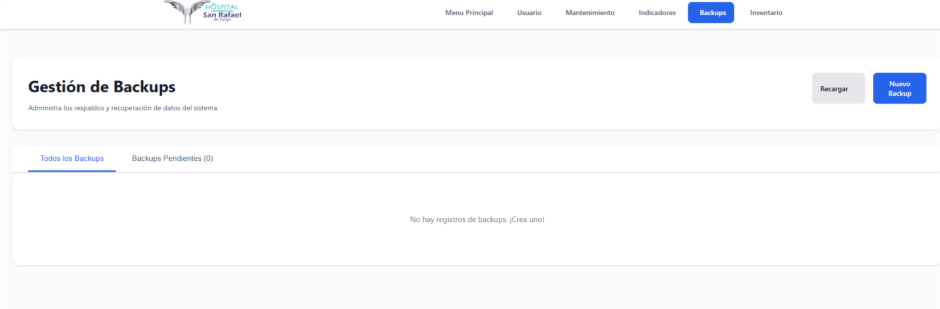 HOSPITAL
San Rafael
Menu Principal
Usuario
Mantenimiento
Indicadores
Backups
Inventario
Gestión de Backups
Administra los respaldos y recuperación de datos del sistema
Recargar
Nuevo
Backup
Todos los Backups
Backups Pendientes (0)
No hay registros de backups. ¡Crea uno!